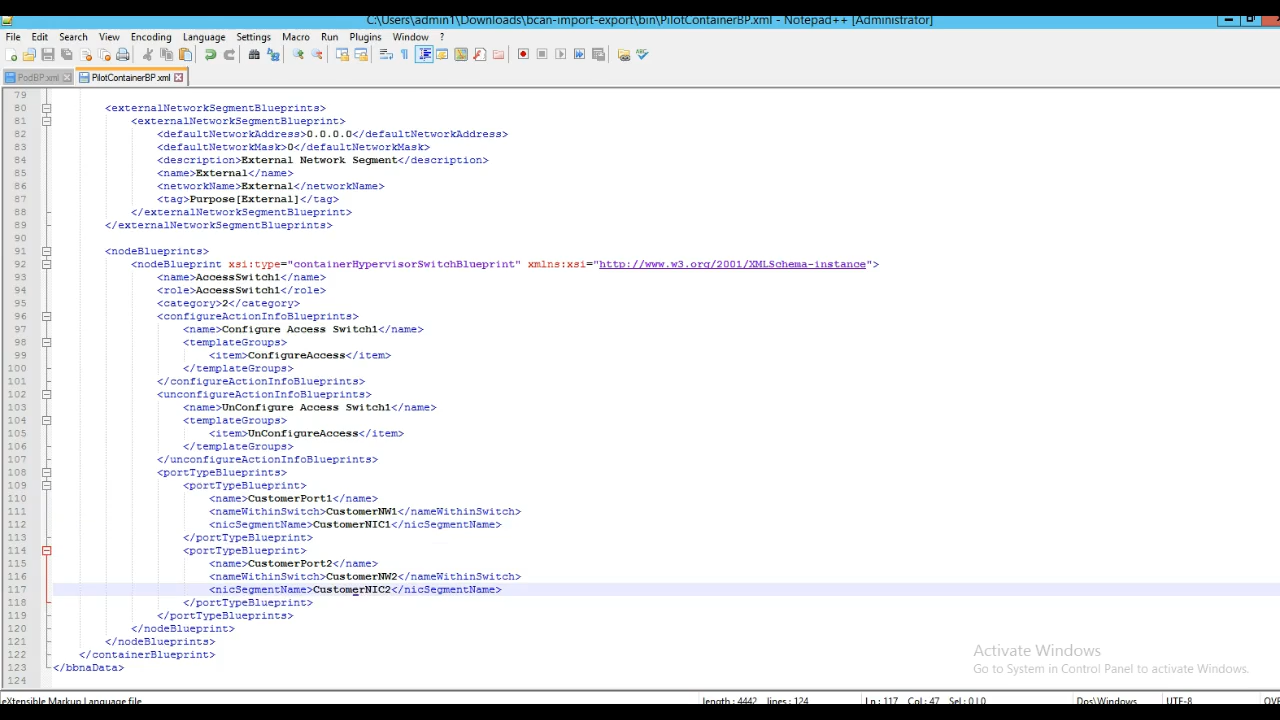 C:\Users\admin1\Downloads\bcan-import-export\bin\PilotContainerBP.xml - Notepad++ [Administrator]
File Edit Search View Encoding Language Settings Macro Run Plugins Window ?
PodBP.xml PilotContainerBP.xml
79
80 <externalNetworkSegmentBlueprints>
81 <externalNetworkSegmentBlueprint>
82 <defaultNetworkAddress>0.0.0.0</defaultNetworkAddress>
83 <defaultNetworkMask>0</defaultNetworkMask>
84 <description>External Network Segment</description>
85 <name>External</name>
86 <networkName>External</networkName>
87 <tag>Purpose[External]</tag>
88 </externalNetworkSegmentBlueprint>
89 </externalNetworkSegmentBlueprints>
90
91 <nodeBlueprints>
92 <nodeBlueprint xsi:type="containerHypervisorSwitchBlueprint" xmlns:xsi="http://www.w3.org/2001/XMLSchema-instance">
93 <name>AccessSwitch1</name>
94 <role>AccessSwitch1</role>
95 <category>2</category>
96 <configureActionInfoBlueprints>
97 <name>Configure Access Switch1</name>
98 <templateGroups>
99 <item>ConfigureAccess</item>
100 </templateGroups>
101 </configureActionInfoBlueprints>
102 <unconfigureActionInfoBlueprints>
103 <name>UnConfigure Access Switch1</name>
104 <templateGroups>
105 <item>UnConfigureAccess</item>
106 </templateGroups>
107 </unconfigureActionInfoBlueprints>
108 <portTypeBlueprints>
109 <portTypeBlueprint>
110 <name>CustomerPort1</name>
111 <nameWithinSwitch>CustomerNW1</nameWithinSwitch>
112 <nicSegmentName>CustomerNIC1</nicSegmentName>
113 </portTypeBlueprint>
114 <portTypeBlueprint>
115 <name>CustomerPort2</name>
116 <nameWithinSwitch>CustomerNW2</nameWithinSwitch>
117 <nicSegmentName>CustomerNIC2</nicSegmentName>
118 </portTypeBlueprint>
119 </portTypeBlueprints>
120 </nodeBlueprint>
121 </nodeBlueprints>
122 </containerBlueprint>
123 </bbnaData>
124
Activate Windows
Go to System in Control Panel to activate Windows.
eXtensible Markup Language file length : 4442 lines : 124 Ln : 117 Col : 47 Sel : 0 | 0 Dos\Windows UTF-8 OV